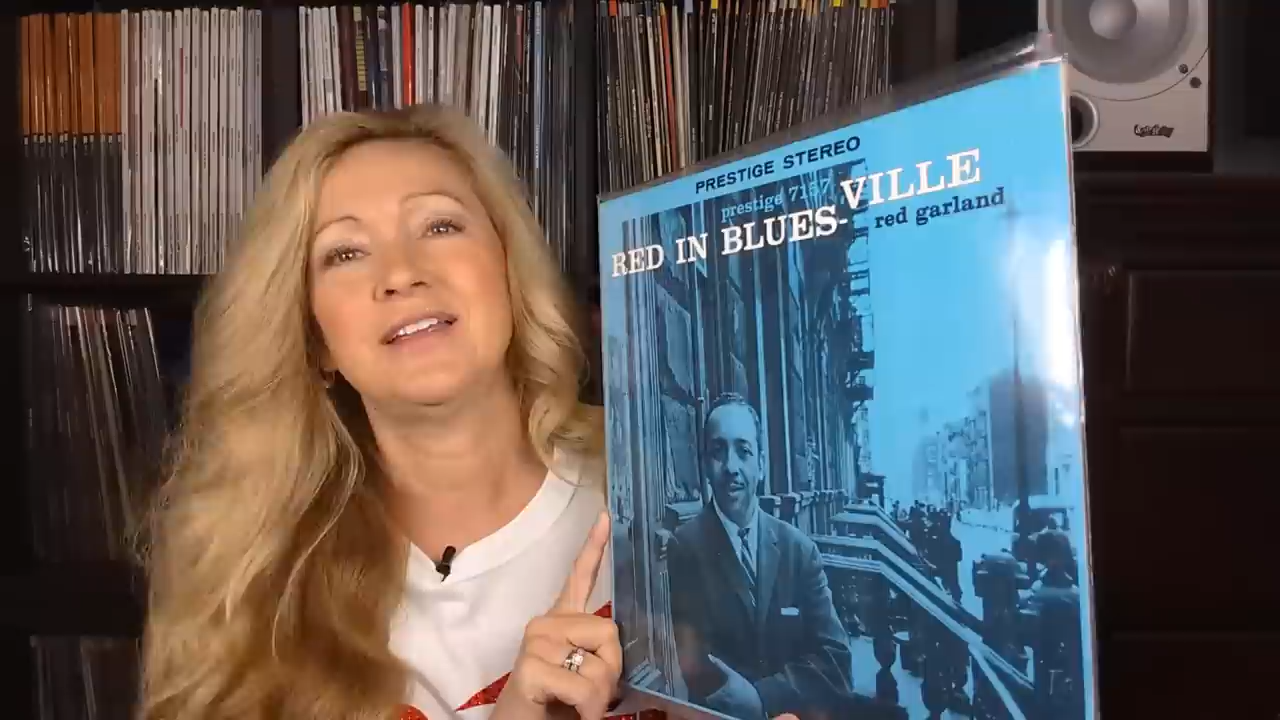 PRESTIGE STEREO
prestige 7157
RED IN BLUES-VILLE
red garland